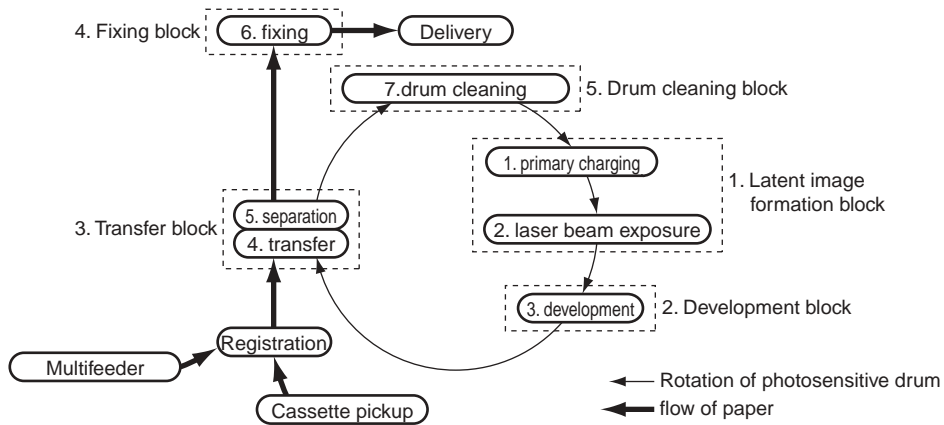 4. Fixing block
6. fixing
Delivery
7.drum cleaning
5. Drum cleaning block
1. primary charging
1. Latent image
formation block
2. laser beam exposure
3. Transfer block
5. separation
4. transfer
3. development
2. Development block
Registration
Multifeeder
Cassette pickup
Rotation of photosensitive drum
flow of paper